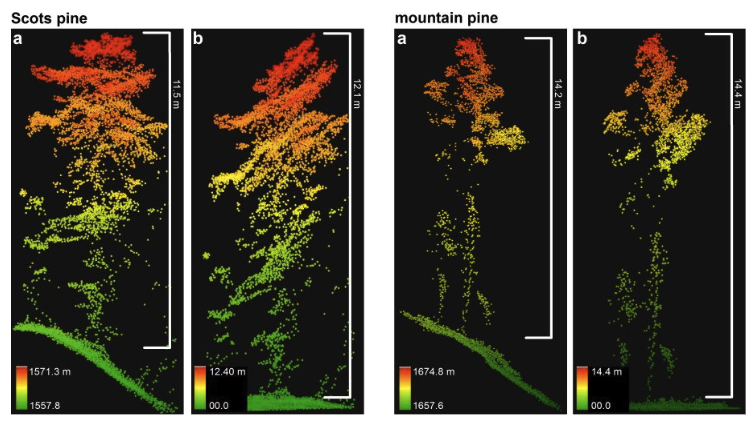 Scots pine
mountain pine
a
11.5 m
1571.3 m
1557.8
b
12.1 m
12.40 m
00.0
a
14.2 m
1674.8 m
1657.6
b
14.4 m
14.4 m
00.0